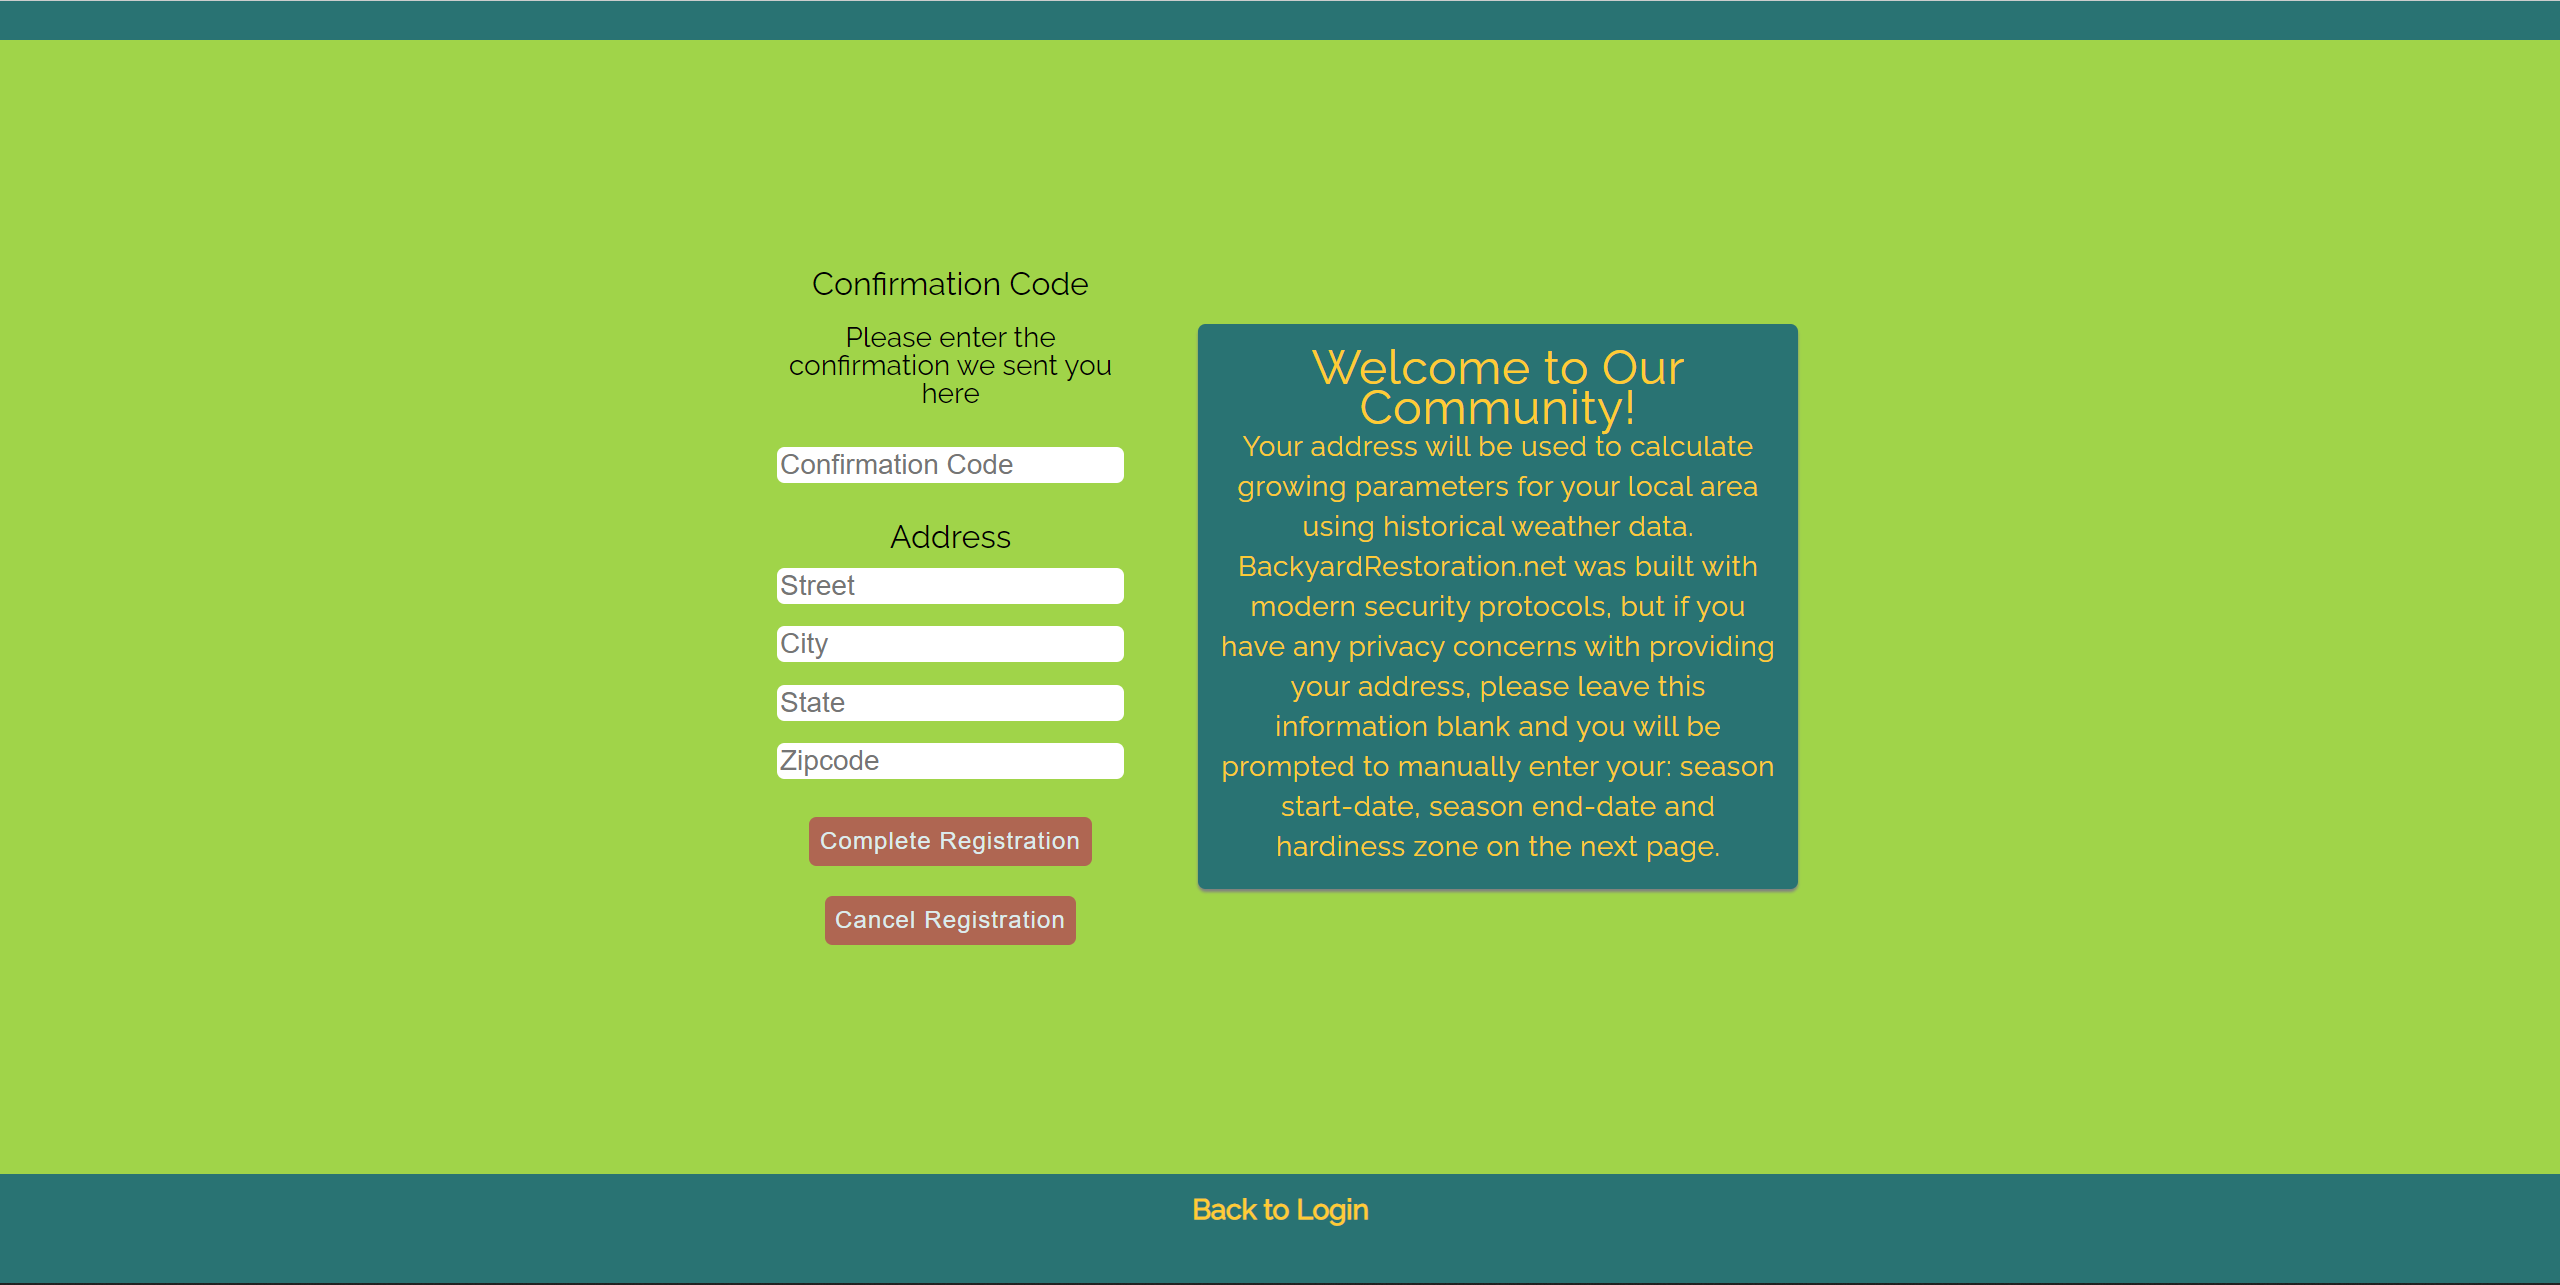 Confirmation Code
Please enter the
confirmation we sent you
here
Confirmation Code
Address
Street
City
State
Zipcode
Complete Registration
Cancel Registration
Welcome to Our
Community!
Your address will be used to calculate
growing parameters for your local area
using historical weather data.
BackyardRestoration.net was built with
modern security protocols, but if you
have any privacy concerns with providing
your address, please leave this
information blank and you will be
prompted to manually enter your: season
start-date, season end-date and
hardiness zone on the next page.
Back to Login